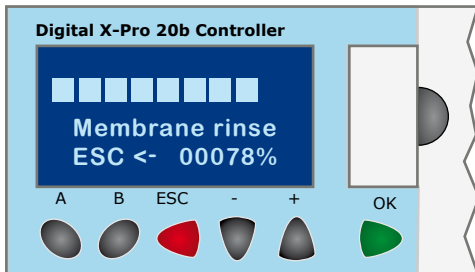 Digital X-Pro 20b Controller
Membrane rinse
ESC <- 00078%
A B ESC - + OK